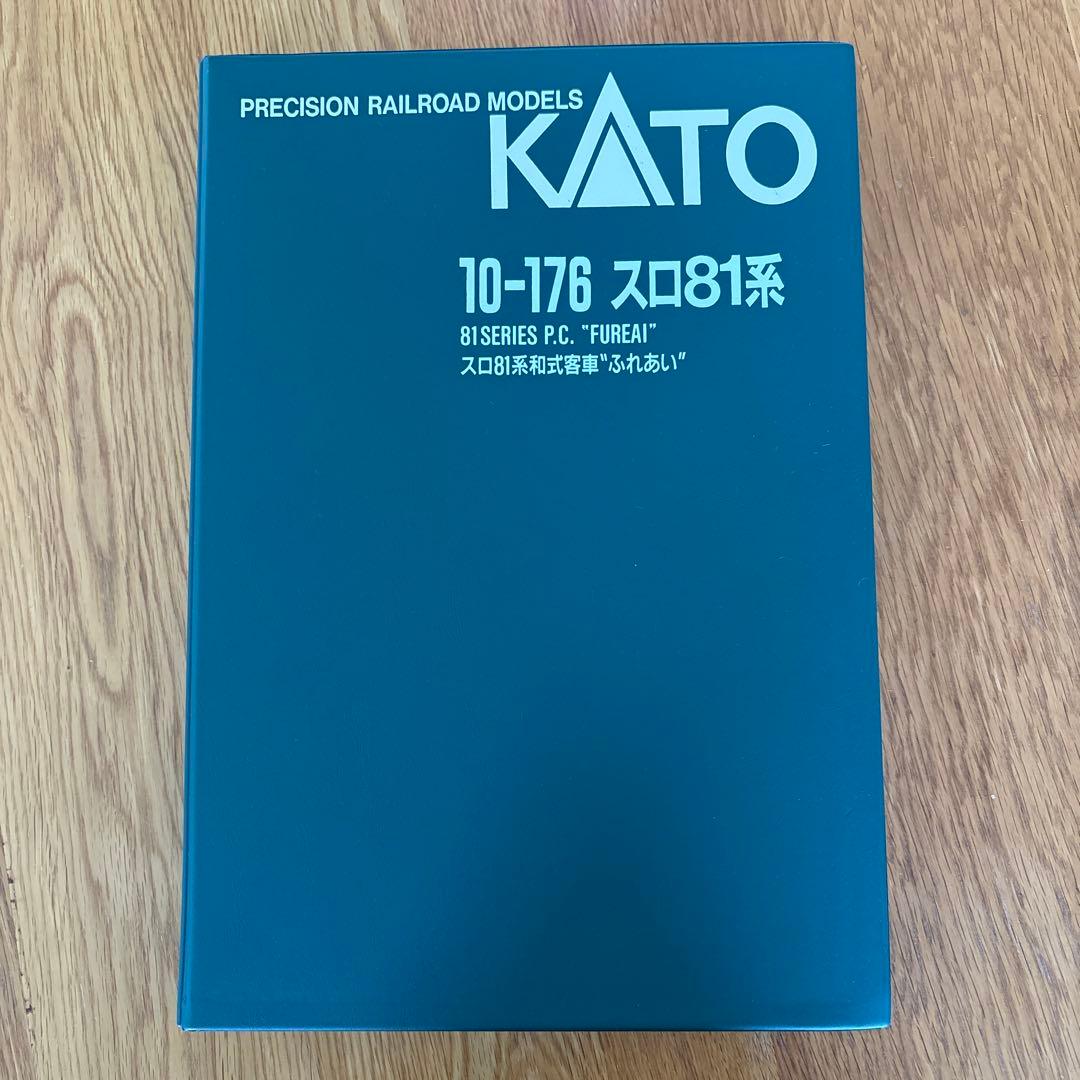 PRECISION RAILROAD MODELS
KATO
10-176 スロ81系
81SERIES P.C. "FUREAI"
スロ81系和式客車"ふれあい"